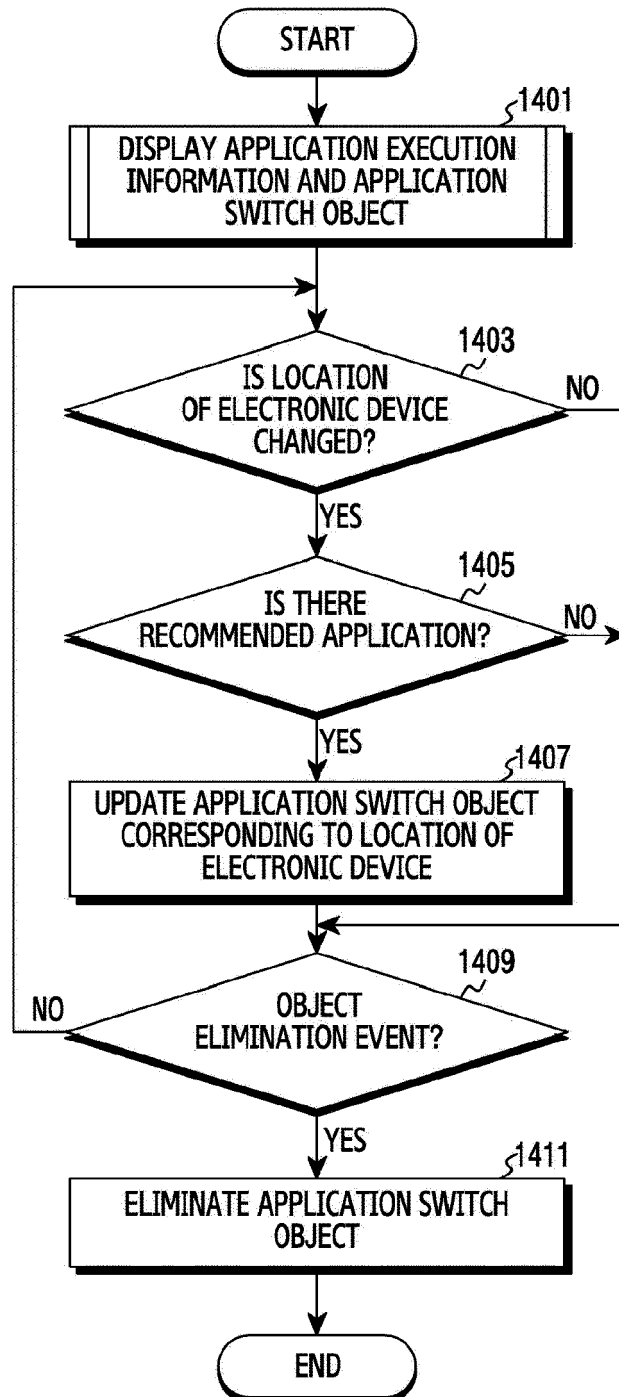 START
1401
DISPLAY APPLICATION EXECUTION
INFORMATION AND APPLICATION
SWITCH OBJECT
1403
IS LOCATION
OF ELECTRONIC DEVICE
CHANGED?
NO
YES
1405
IS THERE
RECOMMENDED APPLICATION?
NO
YES
1407
UPDATE APPLICATION SWITCH OBJECT
CORRESPONDING TO LOCATION OF
ELECTRONIC DEVICE
1409
OBJECT
ELIMINATION EVENT?
NO
YES
1411
ELIMINATE APPLICATION SWITCH
OBJECT
END